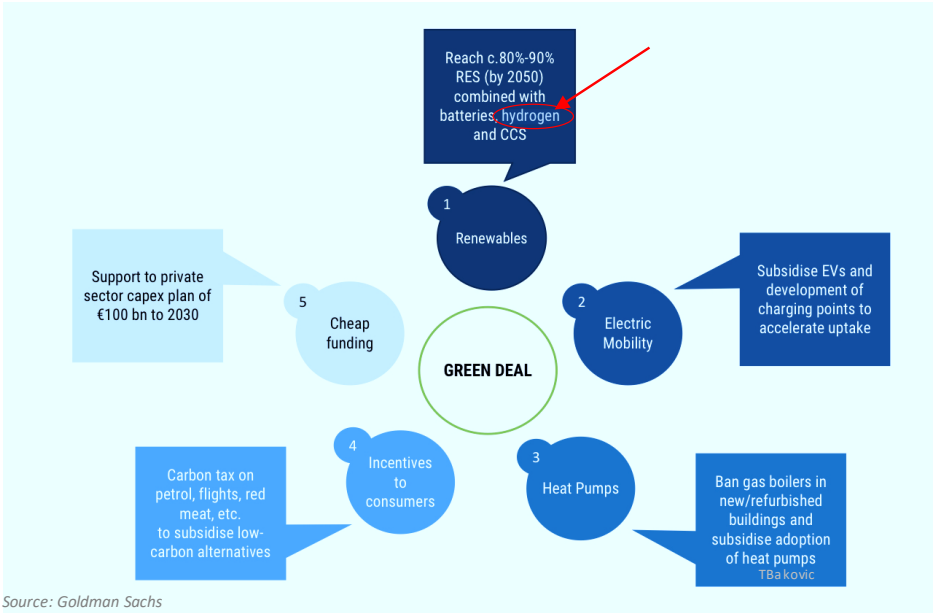 Reach c.80%-90%
RES (by 2050)
combined with
batteries, hydrogen
and CCS
1
Renewables
Subsidise EVs and
development of
charging points to
accelerate uptake
2
Electric
Mobility
Ban gas boilers in
new/refurbished
buildings and
subsidise adoption
of heat pumps
TBakovic
3
Heat Pumps
Carbon tax on
petrol, flights, red
meat, etc.
to subsidise low-
carbon alternatives
4
Incentives
to
consumers
Support to private
sector capex plan of
€100 bn to 2030
5
Cheap
funding
GREEN DEAL
Source: Goldman Sachs